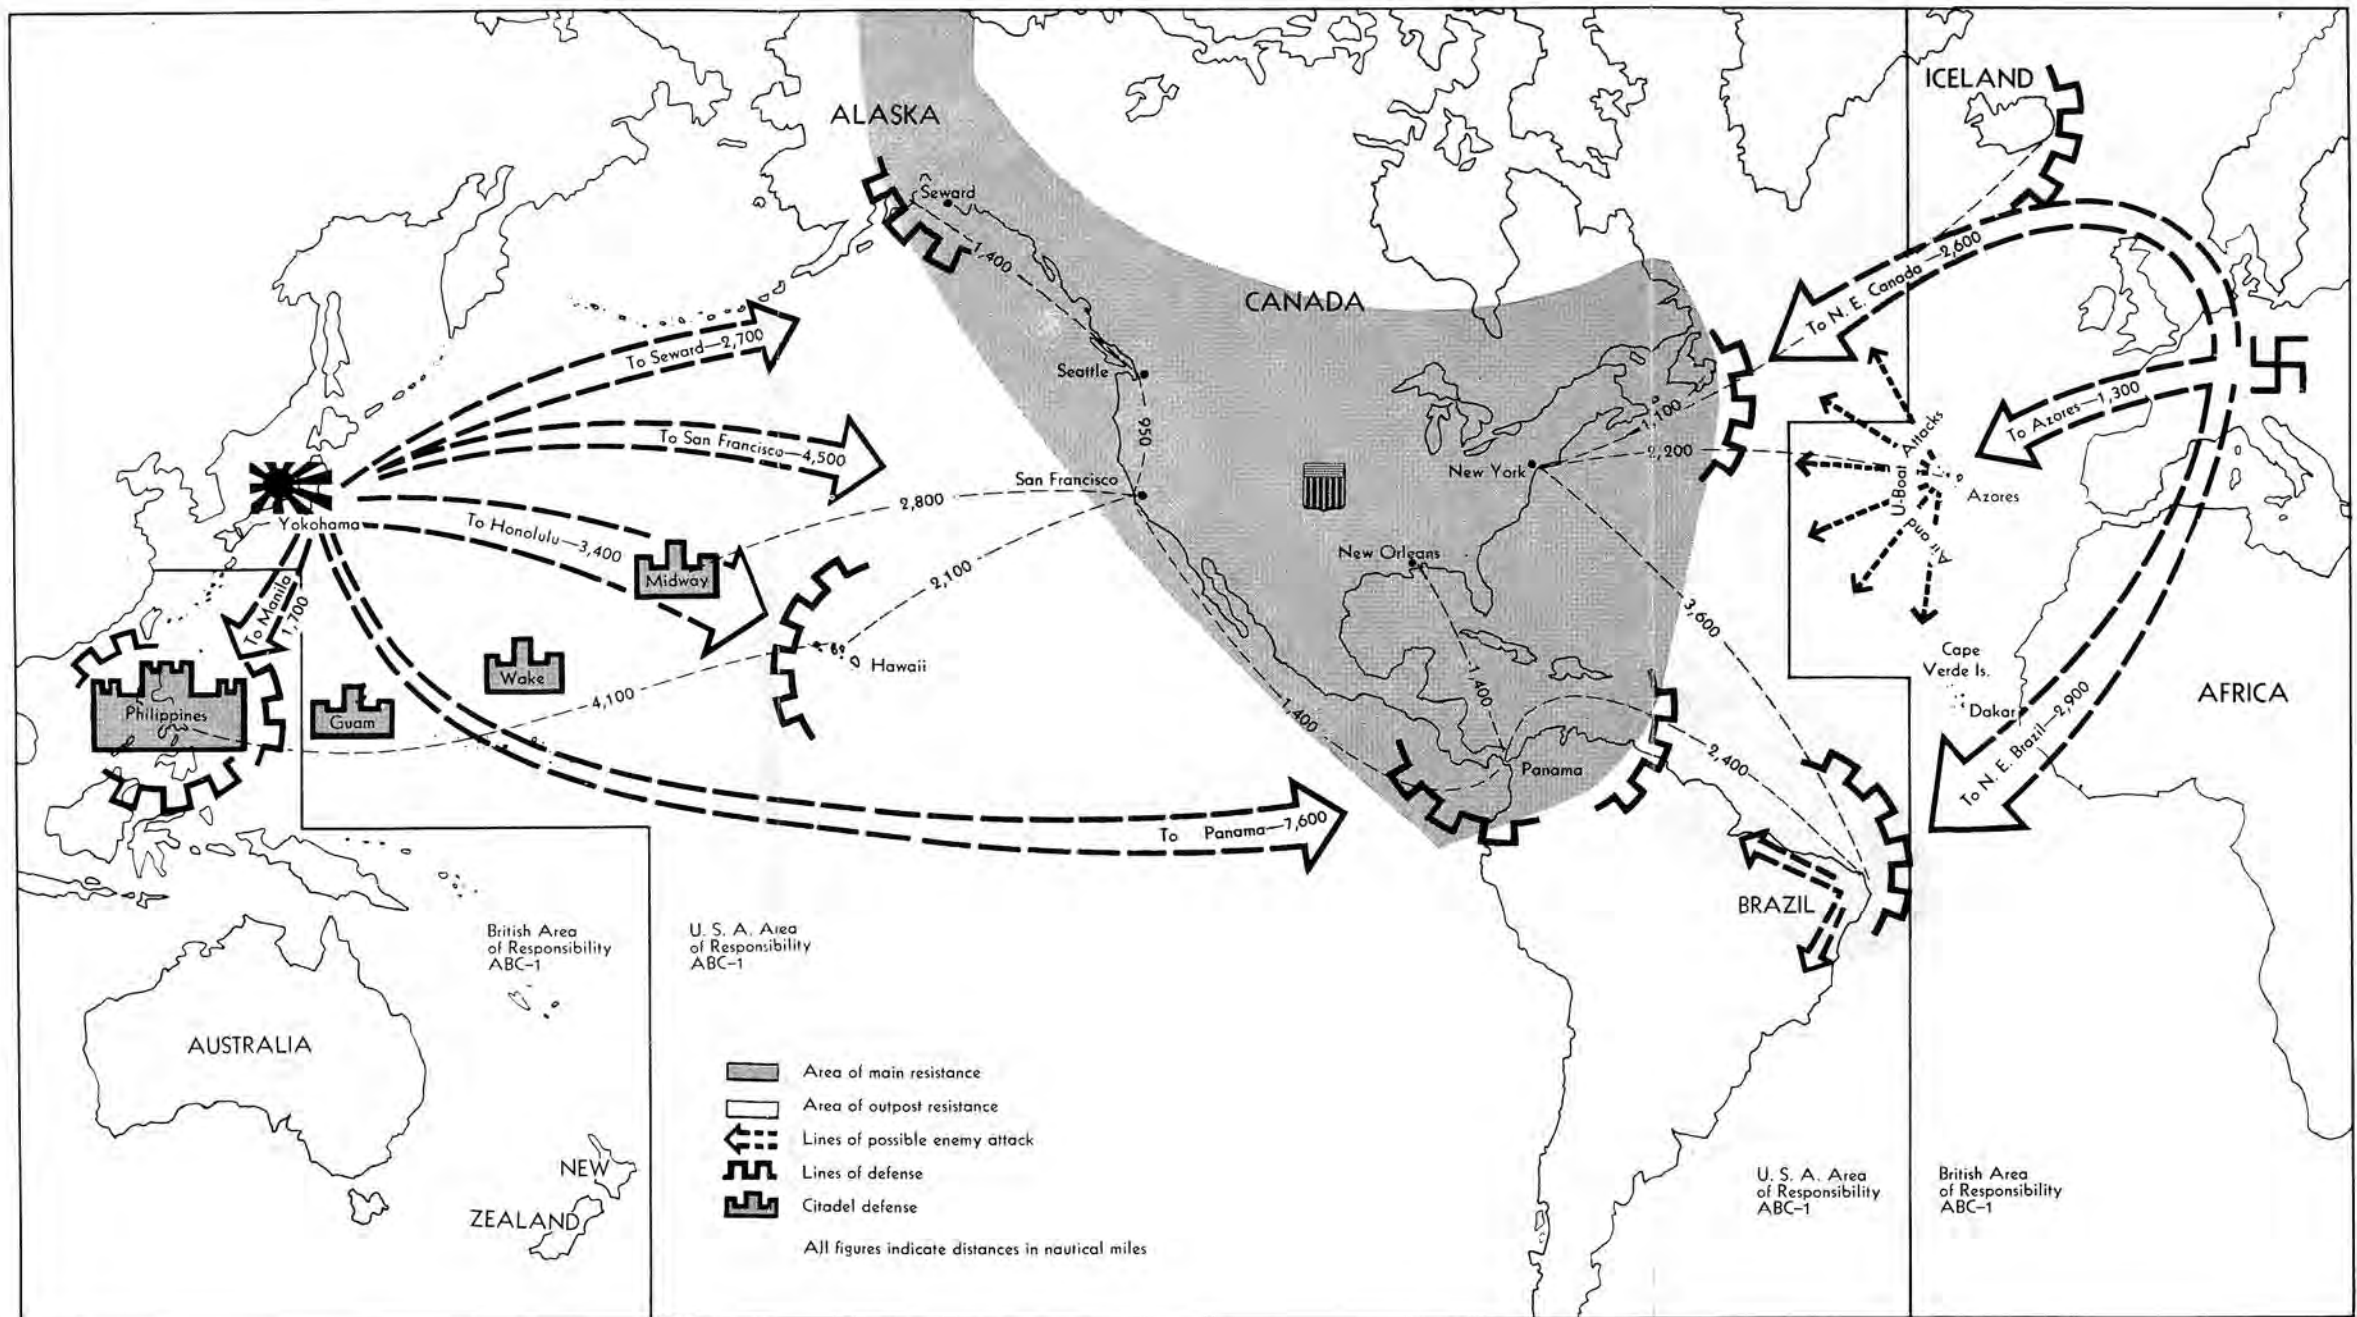 ICELAND
ALASKA
Seward
1,400
To N. E. Canada—2,600
CANADA
To Seward—2,700
Seattle
To Azores—1,300
1,100
950
To San Francisco—4,500
2,200
U-Boat Attacks
Air and
New York
San Francisco
Azores
2,800
Yokohama
To Honolulu—3,400
New Orleans
Midway
2,100
To Manila
1,700
3,600
Cape
Verde Is.
Hawaii
Wake
1,400
AFRICA
4,100
Philippines
Guam
1,400
Dakar
To N. E. Brazil—2,900
2,400
Panama
To Panama—7,600
BRAZIL
British Area
of Responsibility
ABC–1
U. S. A. Area
of Responsibility
ABC–1
AUSTRALIA
Area of main resistance
Area of outpost resistance
Lines of possible enemy attack
Lines of defense
Citadel defense
All figures indicate distances in nautical miles
NEW
ZEALAND
U. S. A. Area
of Responsibility
ABC–1
British Area
of Responsibility
ABC–1